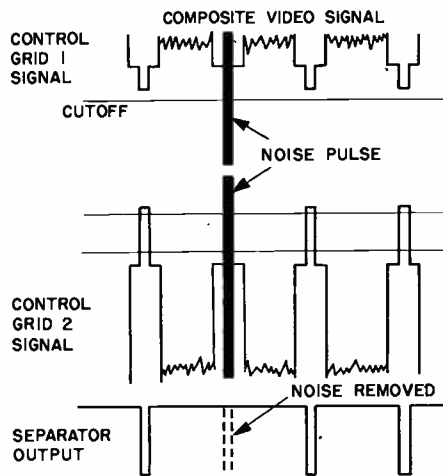 COMPOSITE VIDEO SIGNAL
CONTROL
GRID 1
SIGNAL
CUTOFF
NOISE PULSE
CONTROL
GRID 2
SIGNAL
NOISE REMOVED
SEPARATOR
OUTPUT